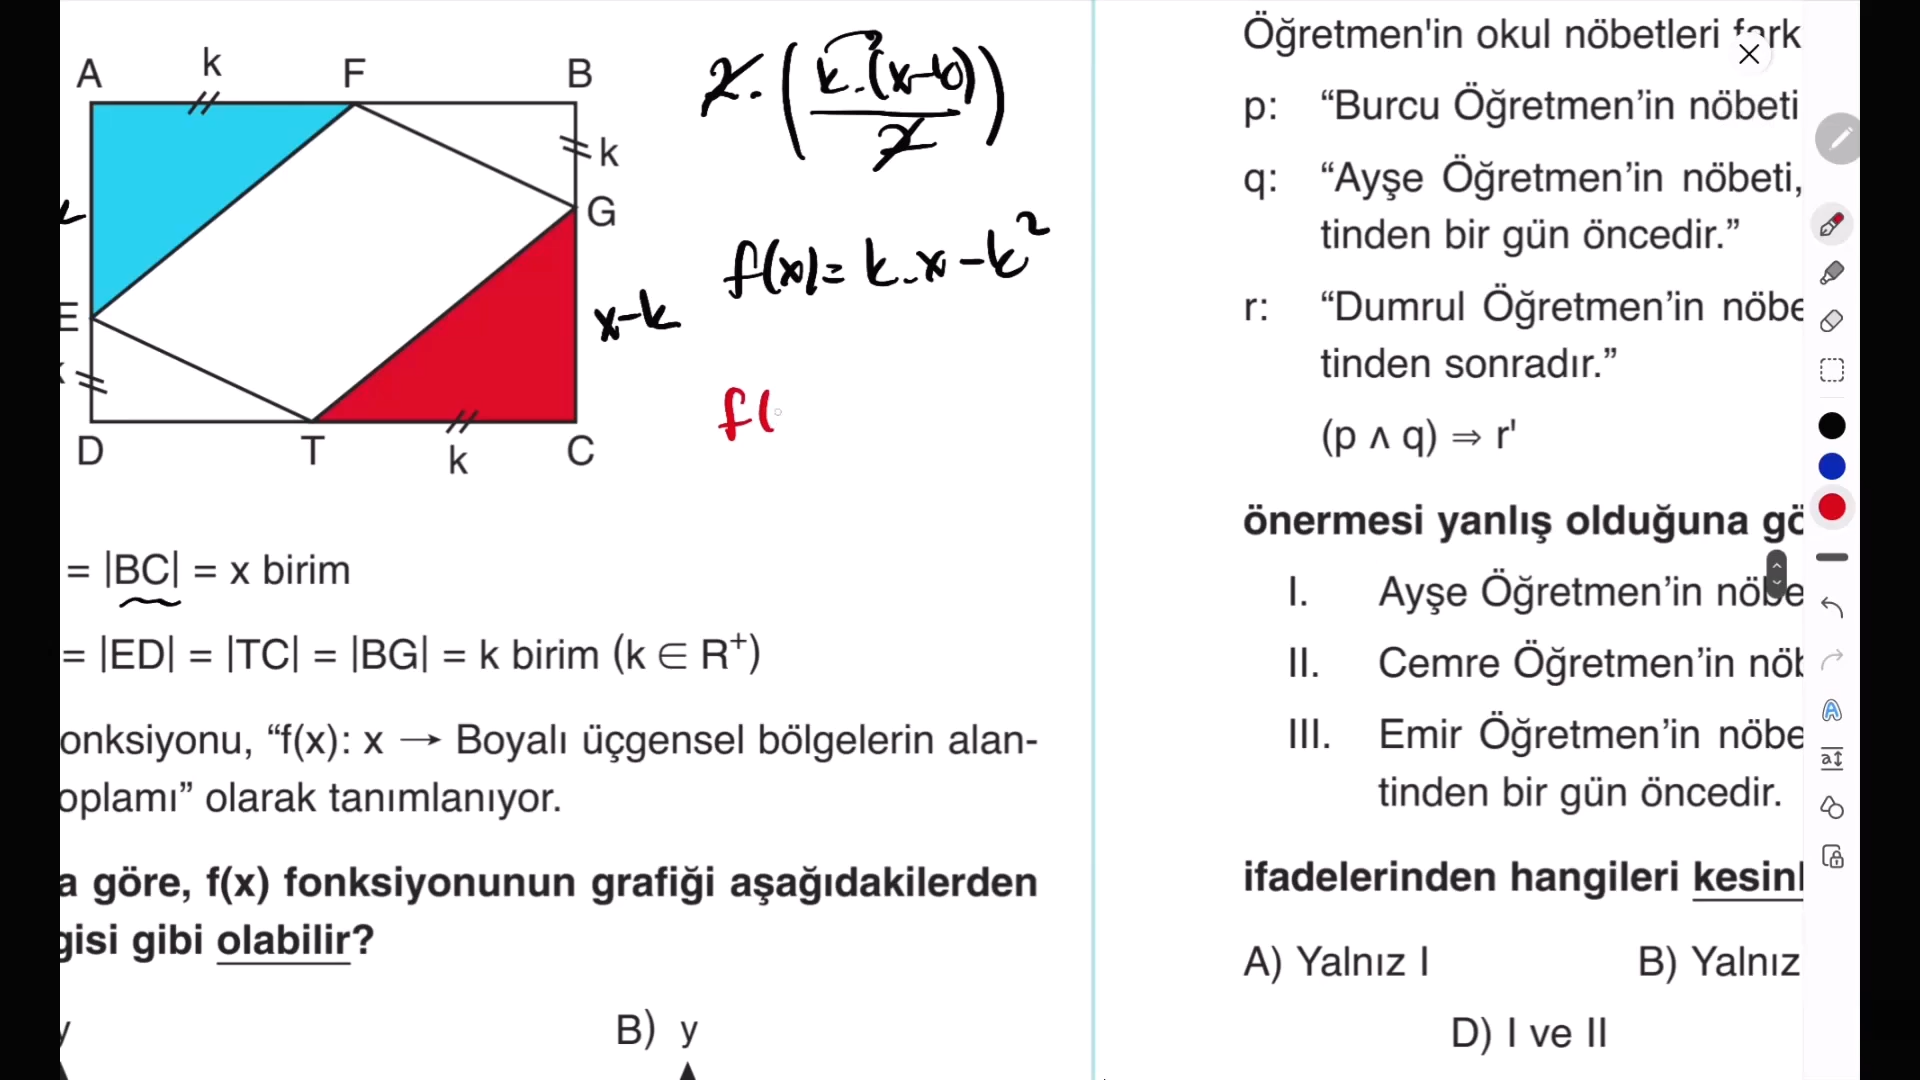 A k F B
k
G
E
x-k
D T k C
2.(k.(x-k)/2)
f(x)= k.x-k²
f(
= |BC| = x birim
= |ED| = |TC| = |BG| = k birim (k ∈ R⁺)
onksiyonu, “f(x): x → Boyalı üçgensel bölgelerin alan-
oplamı” olarak tanımlanıyor.
a göre, f(x) fonksiyonunun grafiği aşağıdakilerden
gisi gibi olabilir?
y B) y
Öğretmen'in okul nöbetleri fark
p: “Burcu Öğretmen’in nöbeti
q: “Ayşe Öğretmen’in nöbeti,
tinden bir gün öncedir.”
r: “Dumrul Öğretmen’in nöbe
tinden sonradır.”
(p ∧ q) ⇒ r'
önermesi yanlış olduğuna gö
I. Ayşe Öğretmen’in nöbe
II. Cemre Öğretmen’in nöb
III. Emir Öğretmen’in nöbe
tinden bir gün öncedir.
ifadelerinden hangileri kesinl
A) Yalnız I B) Yalnız
D) I ve II